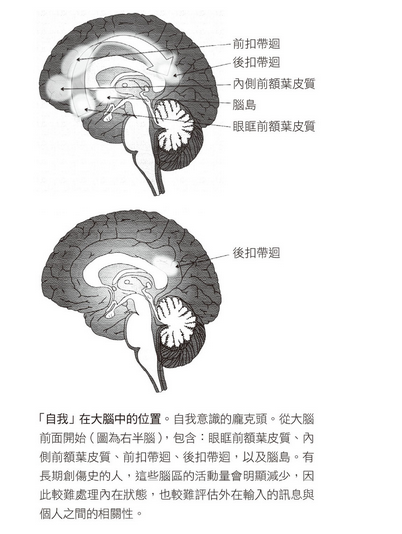 前扣帶迴
後扣帶迴
內側前額葉皮質
腦島
眼眶前額葉皮質
後扣帶迴
「自我」在大腦中的位置。自我意識的龐克頭。從大腦
前面開始（圖為右半腦），包含：眼眶前額葉皮質、內
側前額葉皮質、前扣帶迴、後扣帶迴，以及腦島。有
長期創傷史的人，這些腦區的活動量會明顯減少，因
此較難處理內在狀態，也較難評估外在輸入的訊息與
個人之間的相關性。